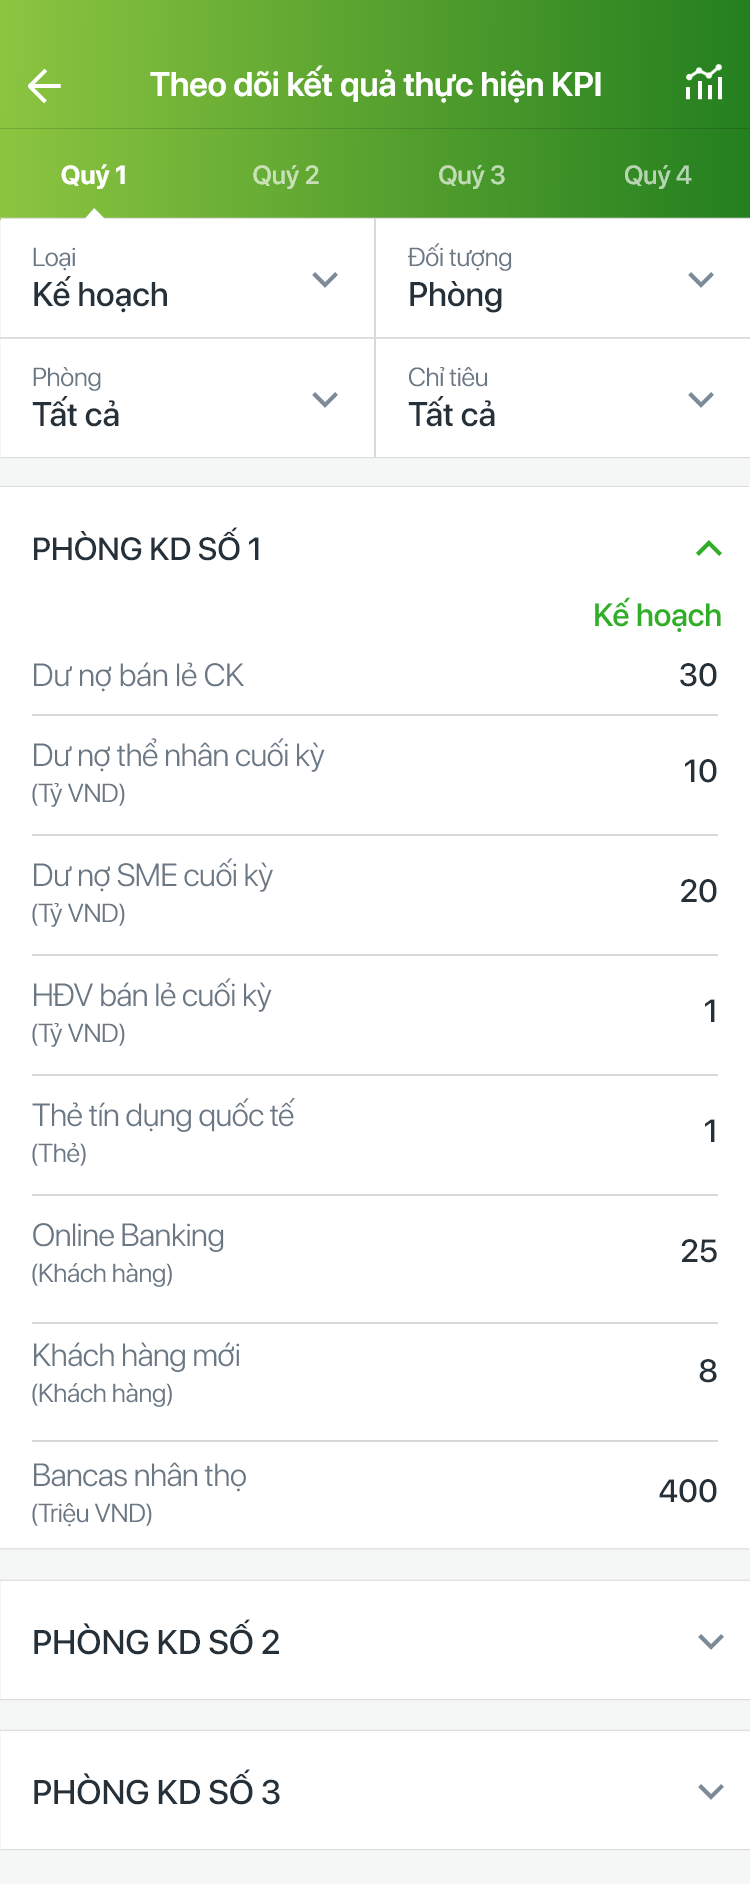 Theo dõi kết quả thực hiện KPI
Quý 1 Quý 2 Quý 3 Quý 4
Loại
Kế hoạch
Đối tượng
Phòng
Phòng
Tất cả
Chỉ tiêu
Tất cả
PHÒNG KD SỐ 1
Kế hoạch
Dư nợ bán lẻ CK 30
Dư nợ thể nhân cuối kỳ
(Tỷ VND)
10
Dư nợ SME cuối kỳ
(Tỷ VND)
20
HĐV bán lẻ cuối kỳ
(Tỷ VND)
1
Thẻ tín dụng quốc tế
(Thẻ)
1
Online Banking
(Khách hàng)
25
Khách hàng mới
(Khách hàng)
8
Bancas nhân thọ
(Triệu VND)
400
PHÒNG KD SỐ 2
PHÒNG KD SỐ 3